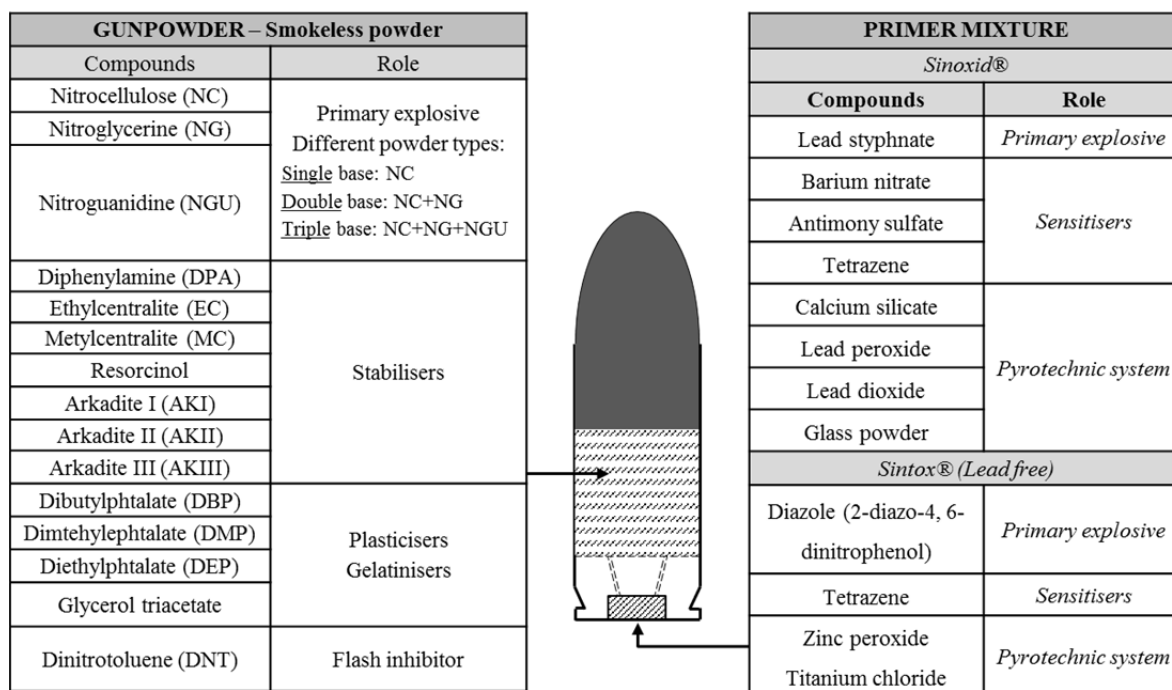 GUNPOWDER – Smokeless powder
Compounds
Role
Nitrocellulose (NC)
Nitroglycerine (NG)
Nitroguanidine (NGU)
Primary explosive
Different powder types:
Single base: NC
Double base: NC+NG
Triple base: NC+NG+NGU
Diphenylamine (DPA)
Ethylcentralite (EC)
Metylcentralite (MC)
Resorcinol
Arkadite I (AKI)
Arkadite II (AKII)
Arkadite III (AKIII)
Stabilisers
Dibutylphtalate (DBP)
Dimtehylephtalate (DMP)
Diethylphtalate (DEP)
Glycerol triacetate
Plasticisers
Gelatinisers
Dinitrotoluene (DNT)
Flash inhibitor
PRIMER MIXTURE
Sinoxid®
Compounds
Role
Lead styphnate
Primary explosive
Barium nitrate
Antimony sulfate
Tetrazene
Sensitisers
Calcium silicate
Lead peroxide
Lead dioxide
Glass powder
Pyrotechnic system
Sintox® (Lead free)
Diazole (2-diazo-4, 6-
dinitrophenol)
Primary explosive
Tetrazene
Sensitisers
Zinc peroxide
Titanium chloride
Pyrotechnic system